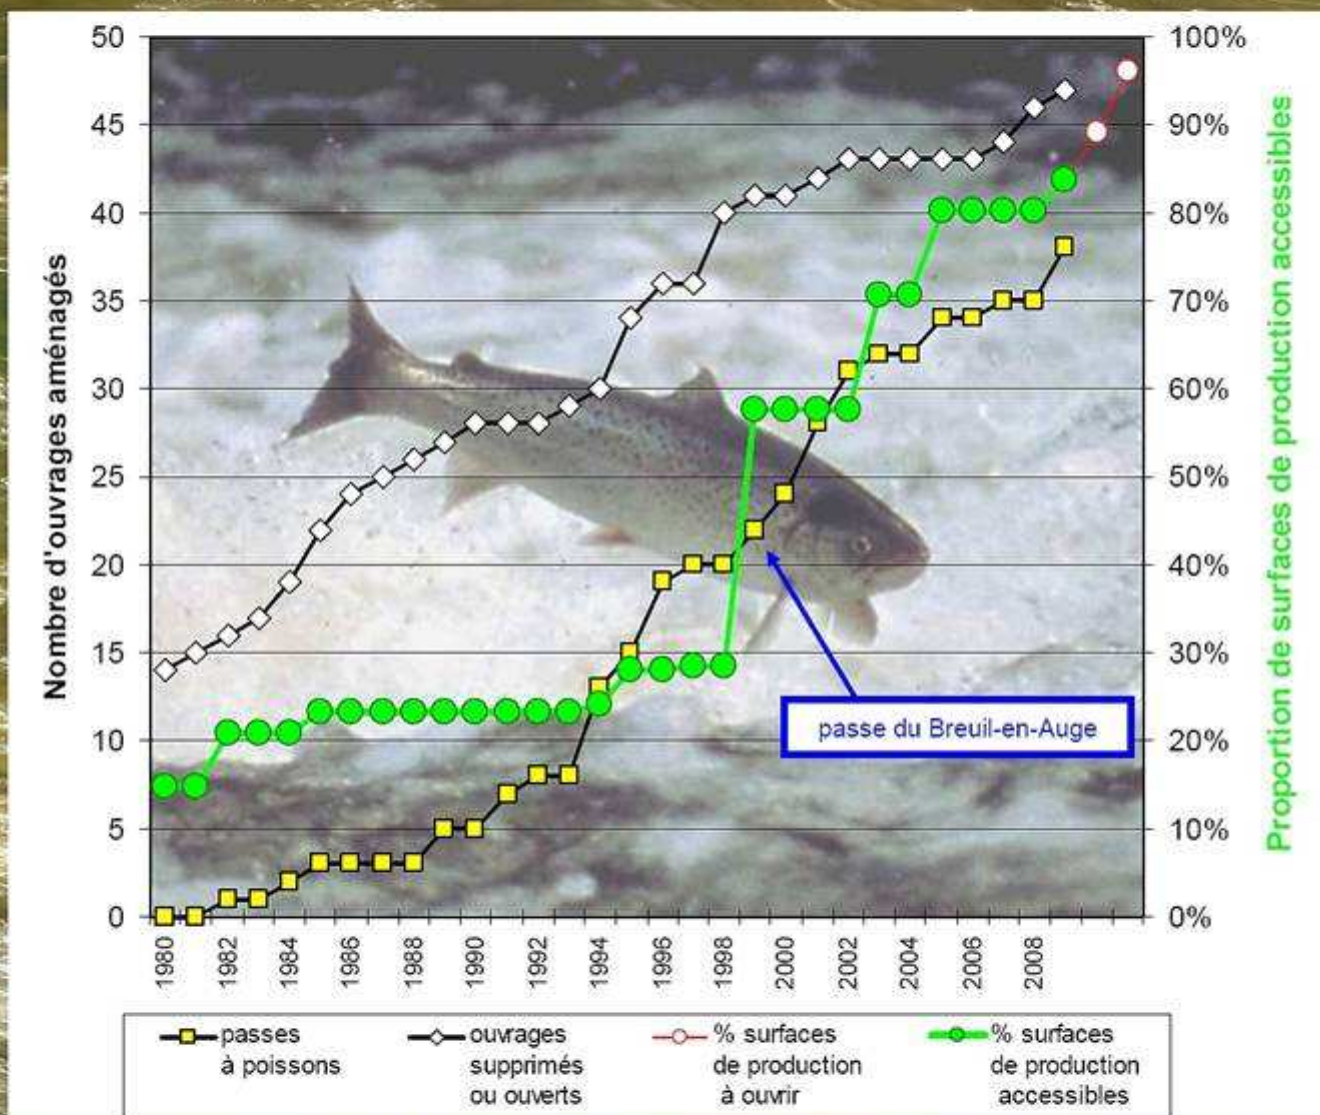 50
45
40
35
30
25
20
15
10
5
0
Nombre d'ouvrages aménagés
100%
90%
80%
70%
60%
50%
40%
30%
20%
10%
0%
Proportion de surfaces de production accessibles
passe du Breuil-en-Auge
1980
1982
1984
1986
1988
1990
1992
1994
1996
1998
2000
2002
2004
2006
2008
passes
à poissons
ouvrages
supprimés
ou ouverts
% surfaces
de production
à ouvrir
% surfaces
de production
accessibles